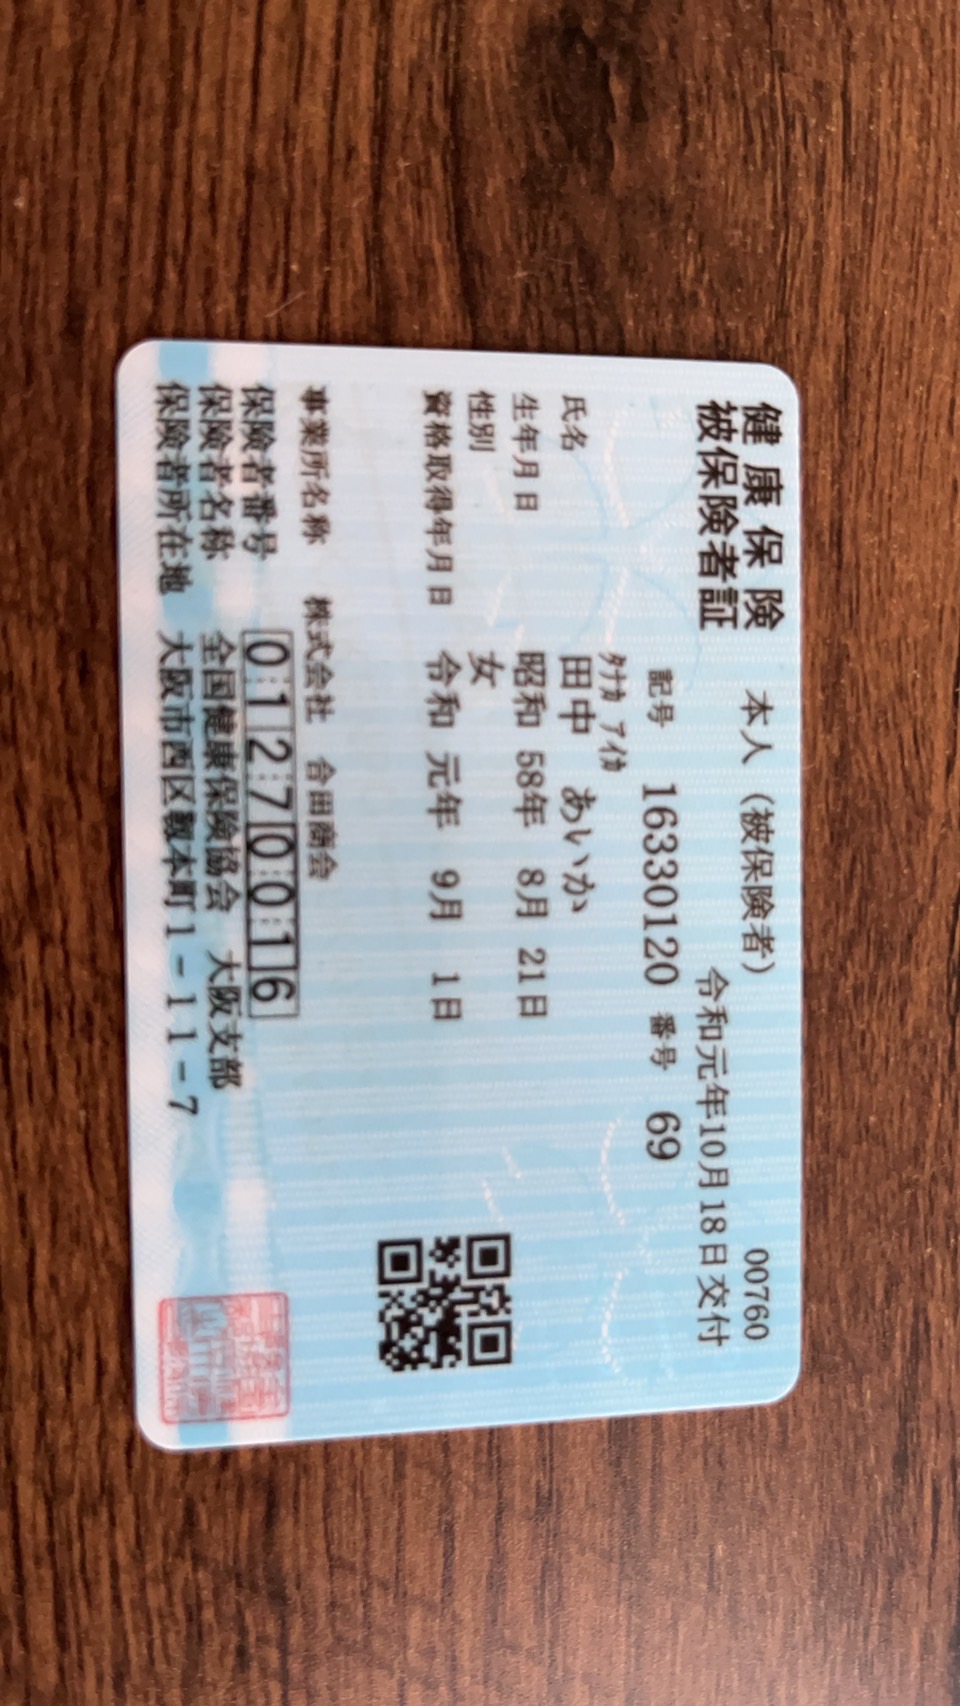 健康保険 本人（被保険者） 00760
被保険者証 令和元年10月18日交付
記号 16330120 番号 69
ﾀﾅｶ ｱｲｶ
氏名 田中 あいか
生年月日 昭和 58年 8月 21日
性別 女
資格取得年月日 令和 元年 9月 1日
事業所名称 株式会社 合田商会
保険者番号 01270016
保険者名称 全国健康保険協会 大阪支部
保険者所在地 大阪市西区靱本町1-11-7